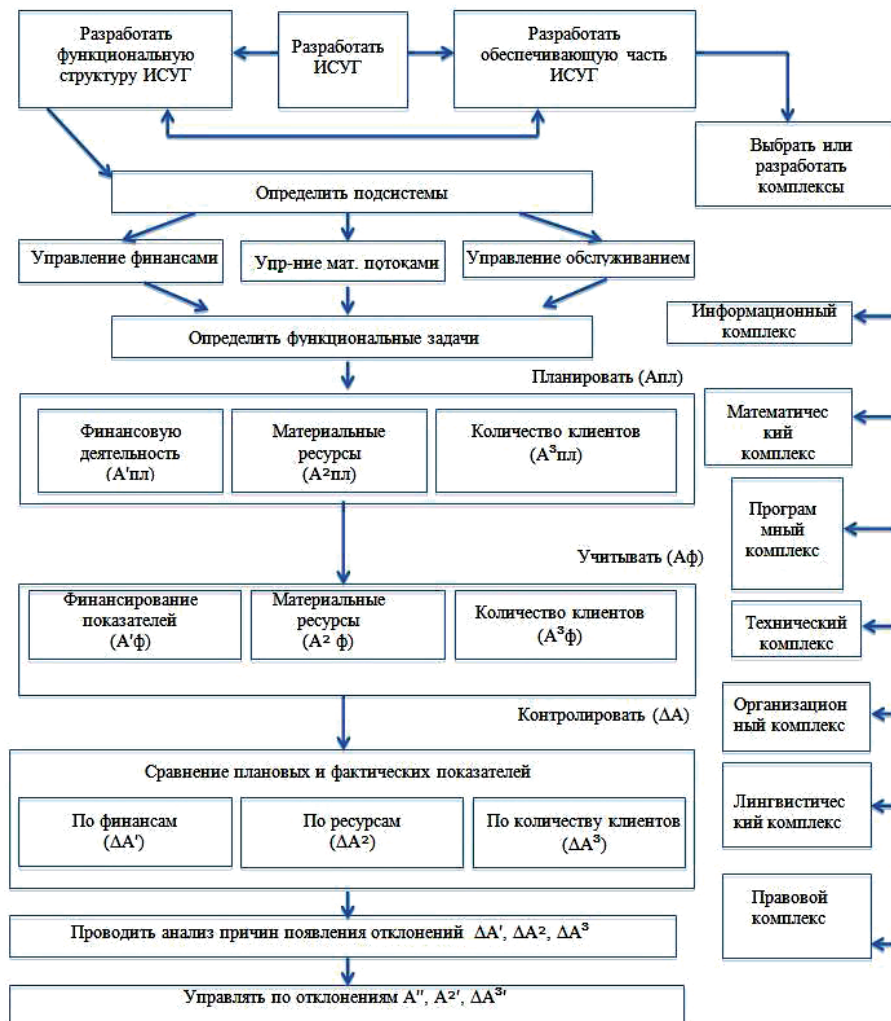 Разработать
функциональную
структуру ИСУГ
Разработать
ИСУГ
Разработать
обеспечивающую часть
ИСУГ
Выбрать или
разработать
комплексы
Определить подсистемы
Управление финансами
Упр-ние мат. потоками
Управление обслуживанием
Определить функциональные задачи
Информационный
комплекс
Планировать (Апл)
Финансовую
деятельность
(А'пл)
Материальные
ресурсы
(А²пл)
Количество клиентов
(А³пл)
Математичес
кий
комплекс
Програм
мный
комплекс
Учитывать (Аф)
Финансирование
показателей
(А'ф)
Материальные
ресурсы
(А² ф)
Количество клиентов
(А³ф)
Технический
комплекс
Контролировать (ΔА)
Организацион
ный комплекс
Сравнение плановых и фактических показателей
По финансам
(ΔА')
По ресурсам
(ΔА²)
По количеству клиентов
(ΔА³)
Лингвистичес
кий комплекс
Правовой
комплекс
Проводить анализ причин появления отклонений ΔА', ΔА², ΔА³
Управлять по отклонениям А'', А²', ΔА³'